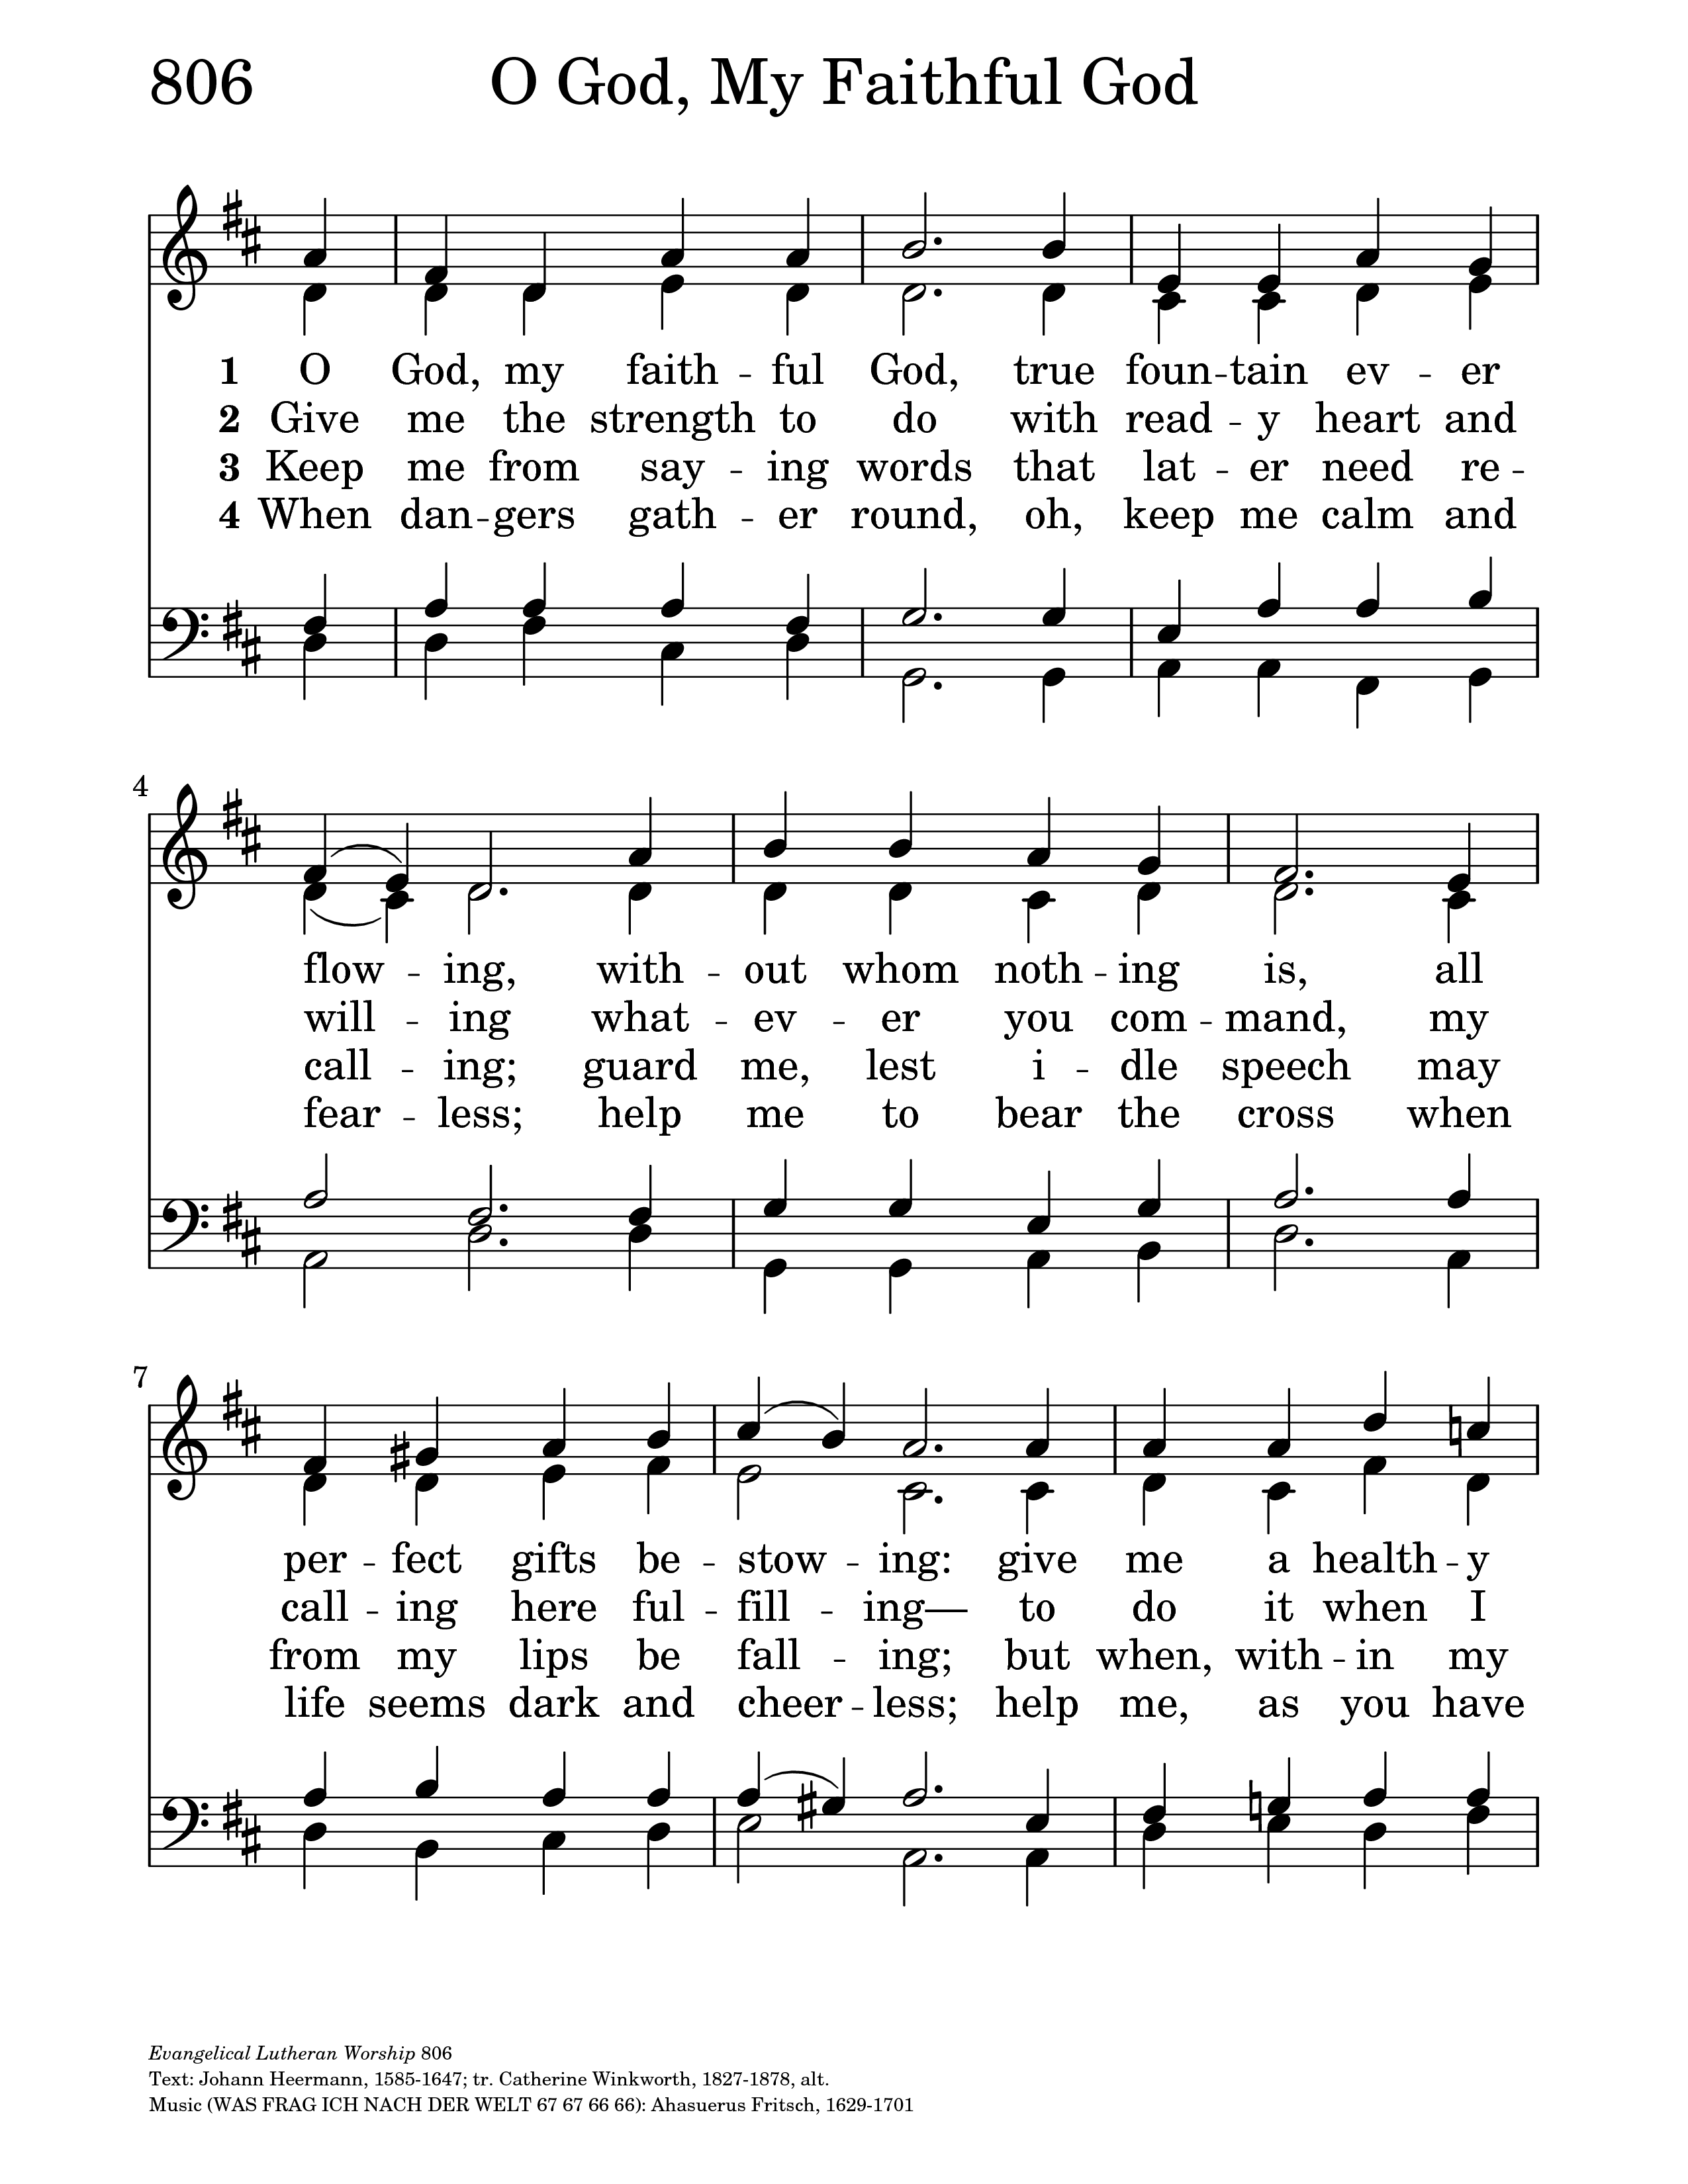 806 O God, My Faithful God
1 O God, my faith - ful God, true foun - tain ev - er
2 Give me the strength to do with read - y heart and
3 Keep me from say - ing words that lat - er need re -
4 When dan - gers gath - er round, oh, keep me calm and
4
flow - ing, with - out whom noth - ing is, all
will - ing what - ev - er you com - mand, my
call - ing; guard me, lest i - dle speech may
fear - less; help me to bear the cross when
7
per - fect gifts be - stow - ing: give me a health - y
call - ing here ful - fill - ing— to do it when I
from my lips be fall - ing; but when, with - in my
life seems dark and cheer - less; help me, as you have
Evangelical Lutheran Worship 806
Text: Johann Heermann, 1585-1647; tr. Catherine Winkworth, 1827-1878, alt.
Music (WAS FRAG ICH NACH DER WELT 67 67 66 66): Ahasuerus Fritsch, 1629-1701